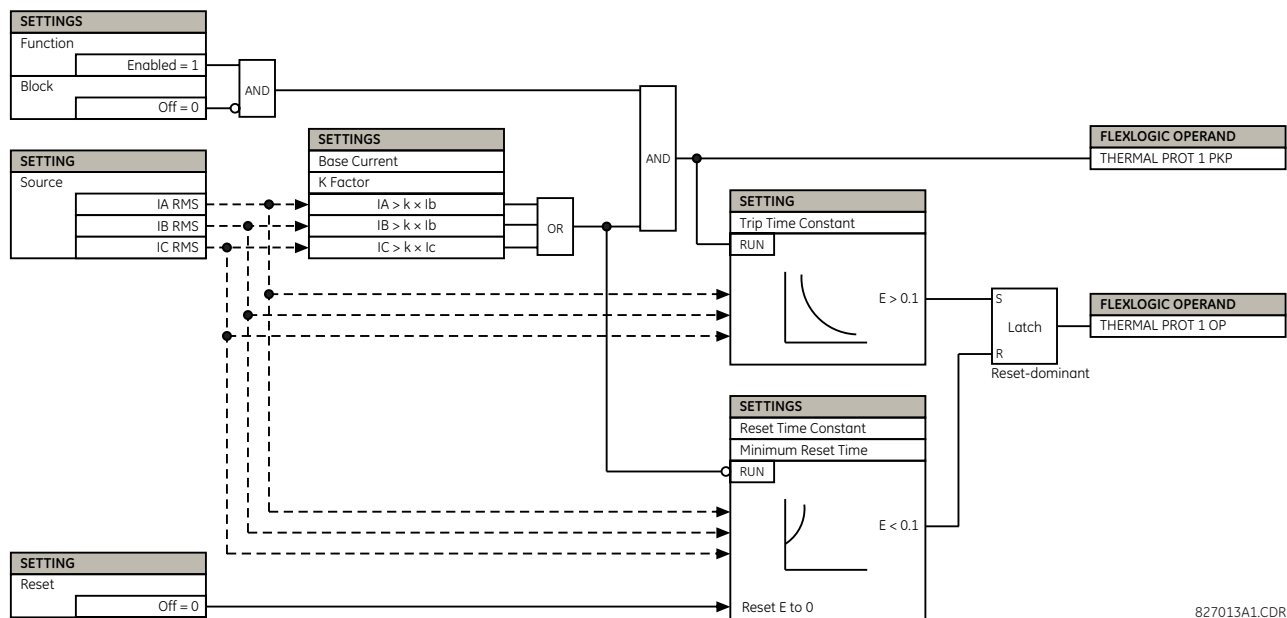 SETTINGS
Function
Enabled = 1
Block
Off = 0
AND
SETTING
Source
IA RMS
IB RMS
IC RMS
SETTINGS
Base Current
K Factor
IA > k × Ib
IB > k × Ib
IC > k × Ic
OR
AND
FLEXLOGIC OPERAND
THERMAL PROT 1 PKP
SETTING
Trip Time Constant
RUN
E > 0.1
S
Latch
R
Reset-dominant
FLEXLOGIC OPERAND
THERMAL PROT 1 OP
SETTINGS
Reset Time Constant
Minimum Reset Time
RUN
E < 0.1
Reset E to 0
SETTING
Reset
Off = 0
827013A1.CDR